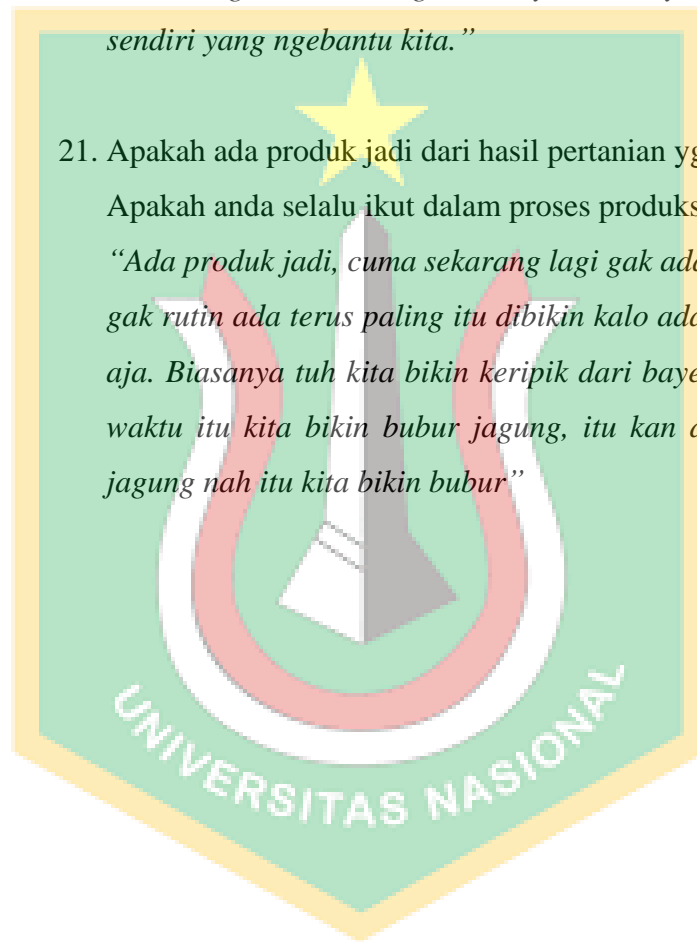 sendiri yang ngebantu kita.”
21. Apakah ada produk jadi dari hasil pertanian yg
Apakah anda selalu ikut dalam proses produks
“Ada produk jadi, cuma sekarang lagi gak ada
gak rutin ada terus paling itu dibikin kalo ada
aja. Biasanya tuh kita bikin keripik dari baye
waktu itu kita bikin bubur jagung, itu kan
jagung nah itu kita bikin bubur”
UNIVERSITAS NASIONAL